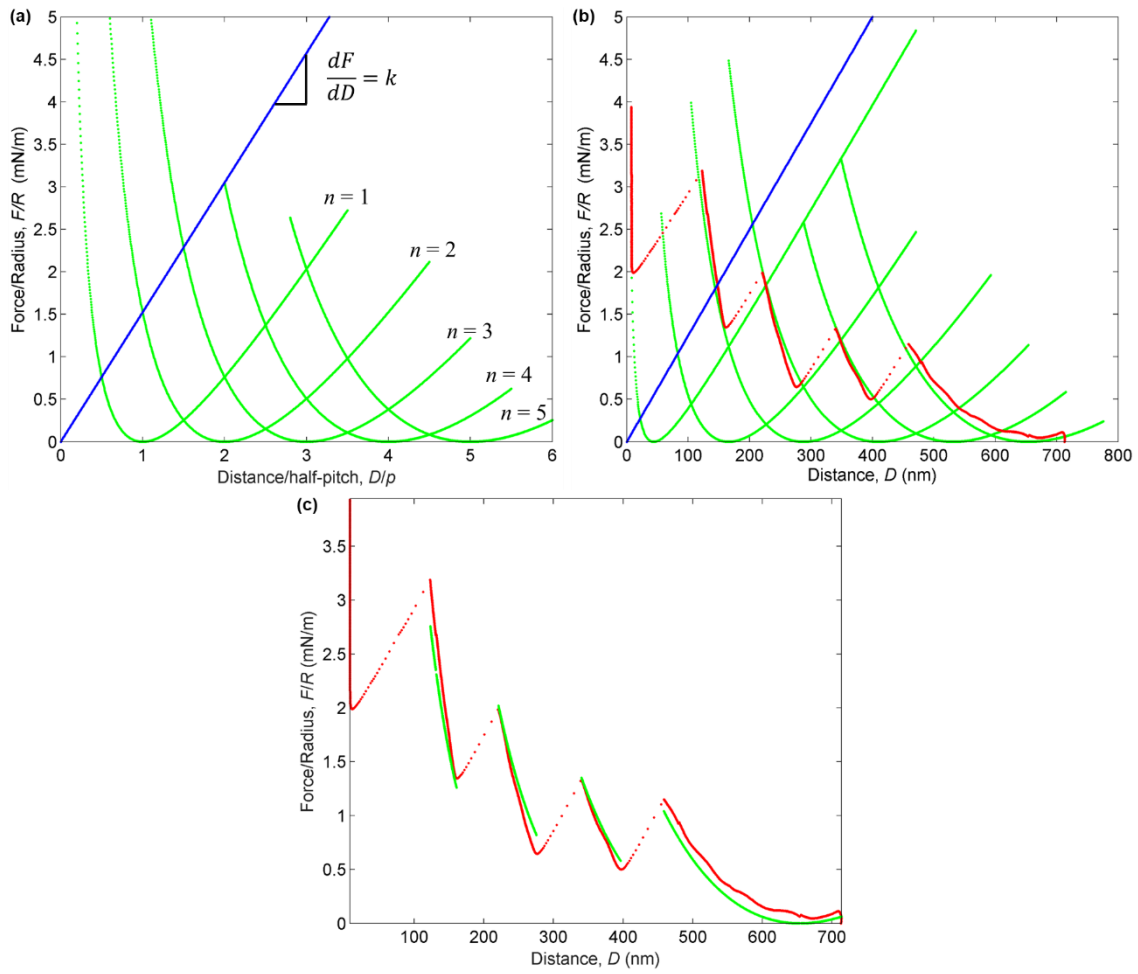 (a)
Force/Radius, F/R (mN/m)
5
4.5
4
3.5
3
2.5
2
1.5
1
0.5
0
dF/dD = k
n = 1
n = 2
n = 3
n = 4
n = 5
0 1 2 3 4 5 6
Distance/half-pitch, D/p
(b)
Force/Radius, F/R (mN/m)
5
4.5
4
3.5
3
2.5
2
1.5
1
0.5
0
0 100 200 300 400 500 600 700 800
Distance, D (nm)
(c)
Force/Radius, F/R (mN/m)
3.5
3
2.5
2
1.5
1
0.5
0
100 200 300 400 500 600 700
Distance, D (nm)